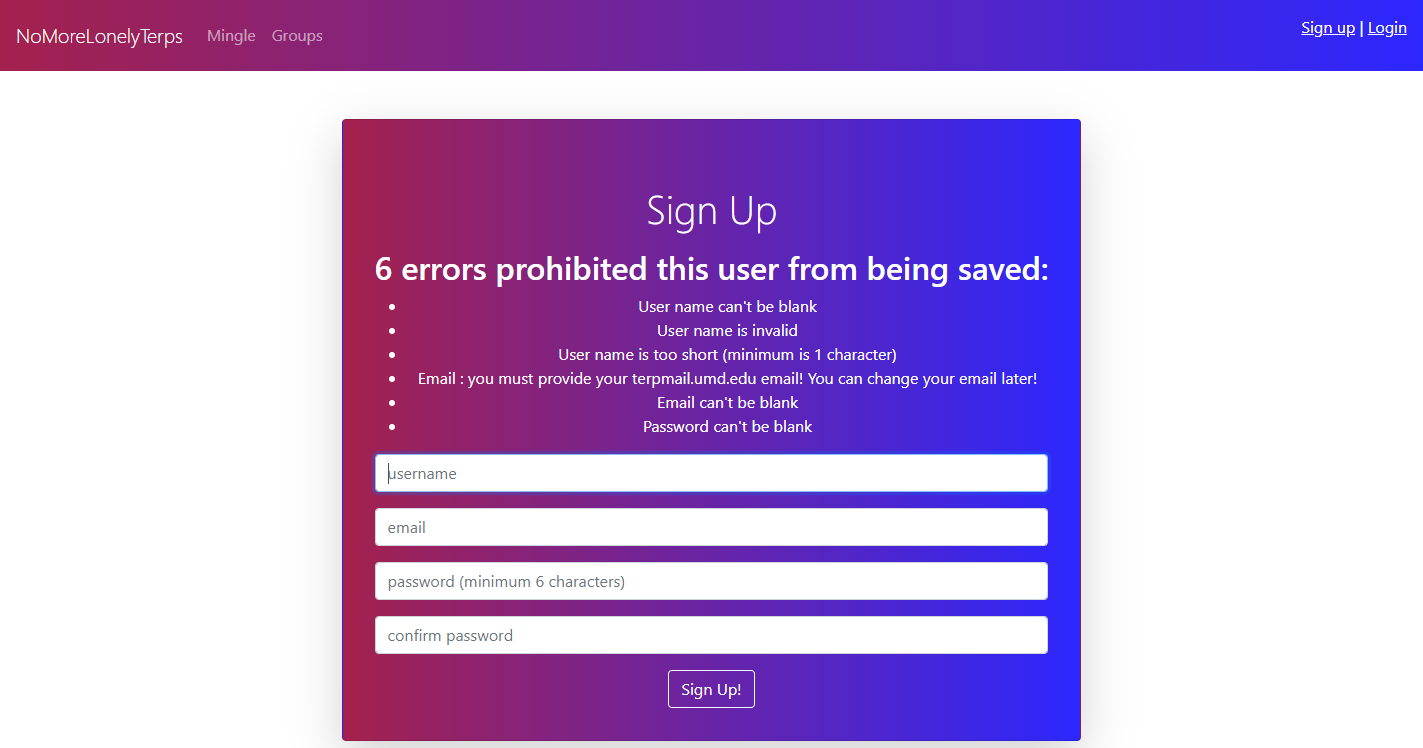 NoMoreLonelyTerps Mingle Groups Sign up | Login
Sign Up
6 errors prohibited this user from being saved:
• User name can't be blank
• User name is invalid
• User name is too short (minimum is 1 character)
• Email : you must provide your terpmail.umd.edu email! You can change your email later!
• Email can't be blank
• Password can't be blank
username
email
password (minimum 6 characters)
confirm password
Sign Up!